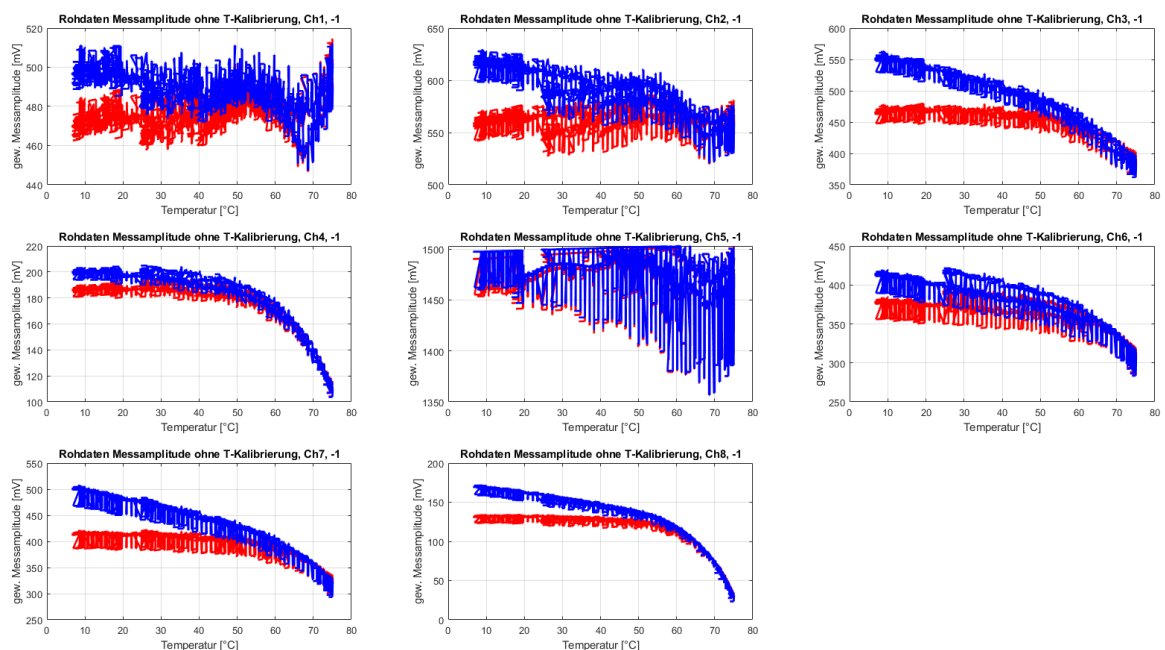 Rohdaten Messamplitude ohne T-Kalibrierung, Ch1, -1
520
500
480
460
440
gew. Messamplitude [mV]
0 10 20 30 40 50 60 70 80
Temperatur [°C]
Rohdaten Messamplitude ohne T-Kalibrierung, Ch2, -1
650
600
550
500
gew. Messamplitude [mV]
0 10 20 30 40 50 60 70 80
Temperatur [°C]
Rohdaten Messamplitude ohne T-Kalibrierung, Ch3, -1
600
550
500
450
400
350
gew. Messamplitude [mV]
0 10 20 30 40 50 60 70 80
Temperatur [°C]
Rohdaten Messamplitude ohne T-Kalibrierung, Ch4, -1
220
200
180
160
140
120
100
gew. Messamplitude [mV]
0 10 20 30 40 50 60 70 80
Temperatur [°C]
Rohdaten Messamplitude ohne T-Kalibrierung, Ch5, -1
1500
1450
1400
1350
gew. Messamplitude [mV]
0 10 20 30 40 50 60 70 80
Temperatur [°C]
Rohdaten Messamplitude ohne T-Kalibrierung, Ch6, -1
450
400
350
300
250
gew. Messamplitude [mV]
0 10 20 30 40 50 60 70 80
Temperatur [°C]
Rohdaten Messamplitude ohne T-Kalibrierung, Ch7, -1
550
500
450
400
350
300
250
gew. Messamplitude [mV]
0 10 20 30 40 50 60 70 80
Temperatur [°C]
Rohdaten Messamplitude ohne T-Kalibrierung, Ch8, -1
200
150
100
50
0
gew. Messamplitude [mV]
0 10 20 30 40 50 60 70 80
Temperatur [°C]